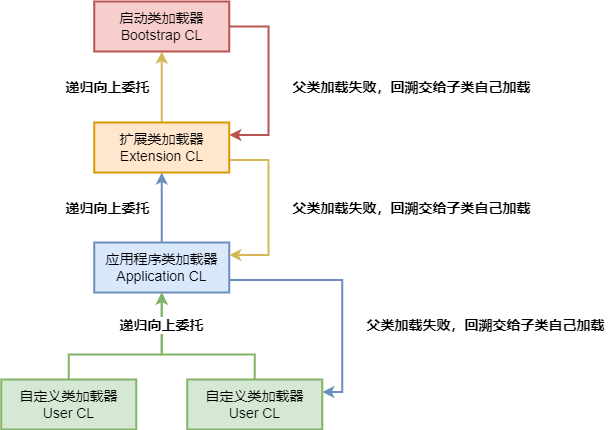 启动类加载器
Bootstrap CL
递归向上委托
父类加载失败，回溯交给子类自己加载
扩展类加载器
Extension CL
递归向上委托
父类加载失败，回溯交给子类自己加载
应用程序类加载器
Application CL
递归向上委托
父类加载失败，回溯交给子类自己加载
自定义类加载器
User CL
自定义类加载器
User CL